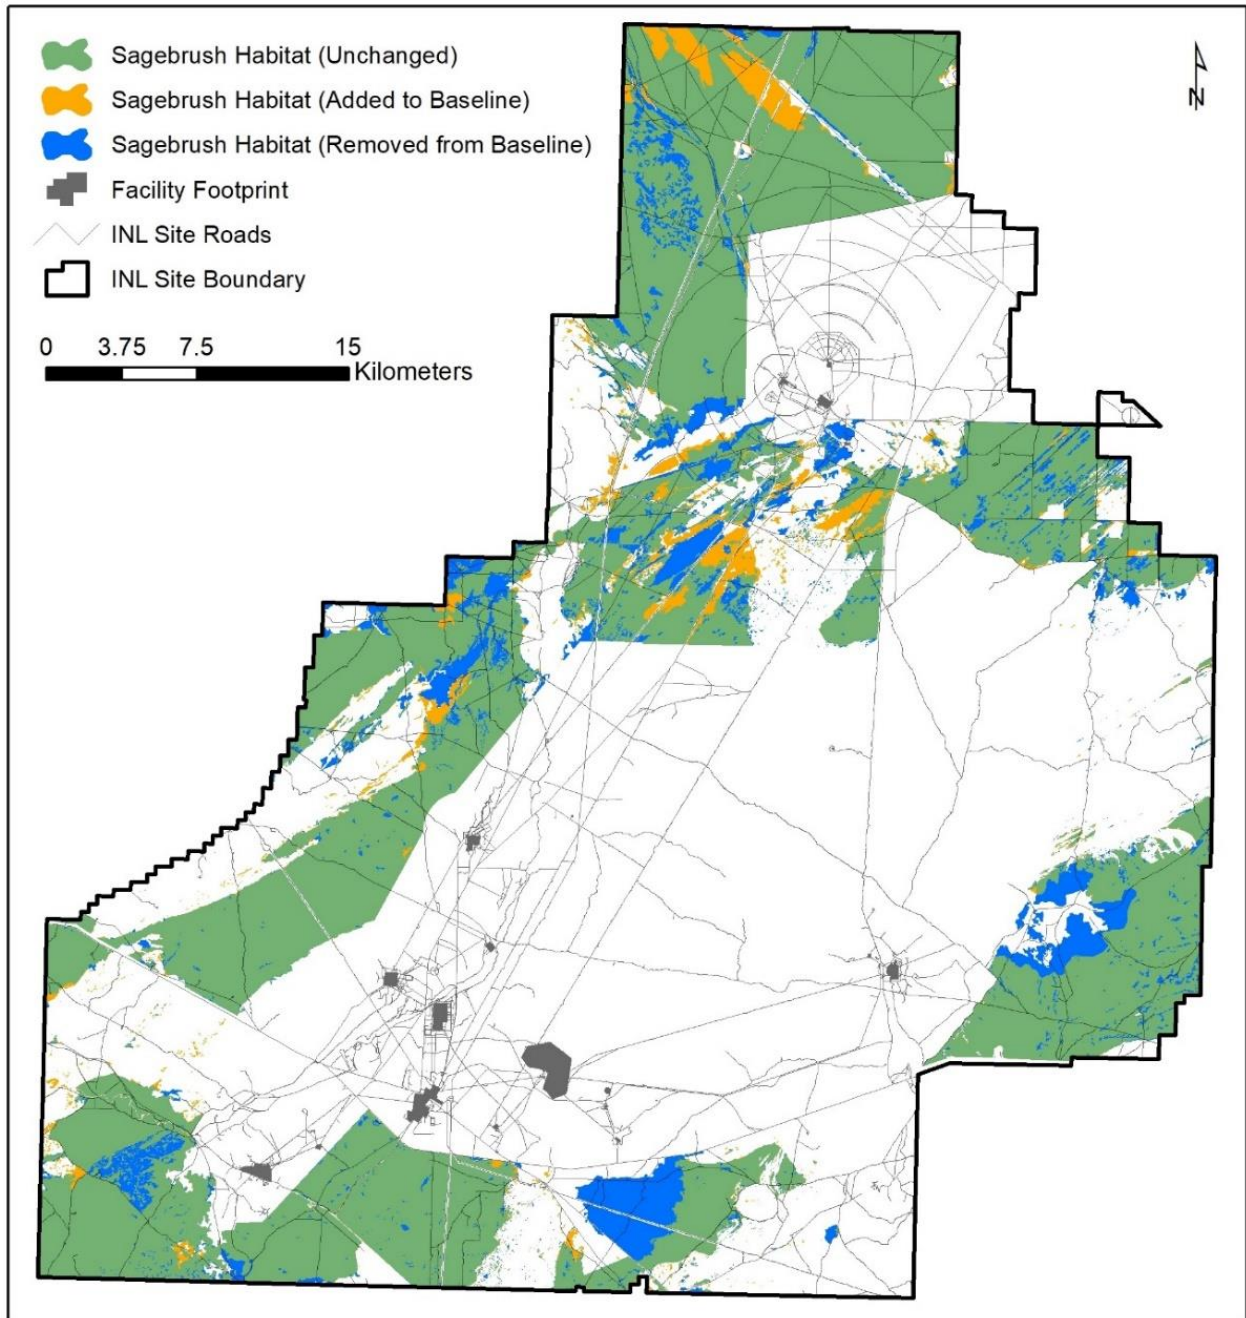 Sagebrush Habitat (Unchanged)
Sagebrush Habitat (Added to Baseline)
Sagebrush Habitat (Removed from Baseline)
Facility Footprint
INL Site Roads
INL Site Boundary
0 3.75 7.5 15
Kilometers
N